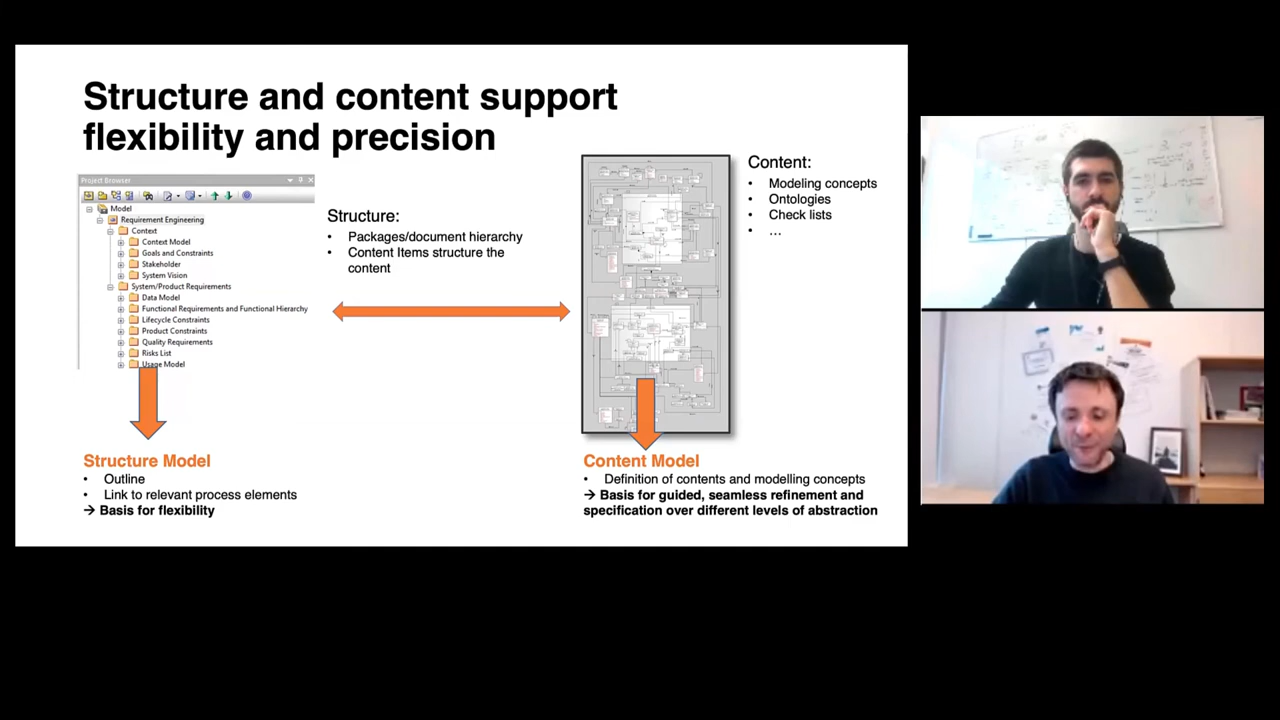 Structure and content support
flexibility and precision
Project Browser
Model
Requirement Engineering
Context
Context Model
Goals and Constraints
Stakeholder
System Vision
System/Product Requirements
Data Model
Functional Requirements and Functional Hierarchy
Lifecycle Constraints
Product Constraints
Quality Requirements
Risks List
Usage Model
Structure:
• Packages/document hierarchy
• Content Items structure the
content
Content:
• Modeling concepts
• Ontologies
• Check lists
• ...
Structure Model
• Outline
• Link to relevant process elements
→ Basis for flexibility
Content Model
• Definition of contents and modelling concepts
→ Basis for guided, seamless refinement and
specification over different levels of abstraction